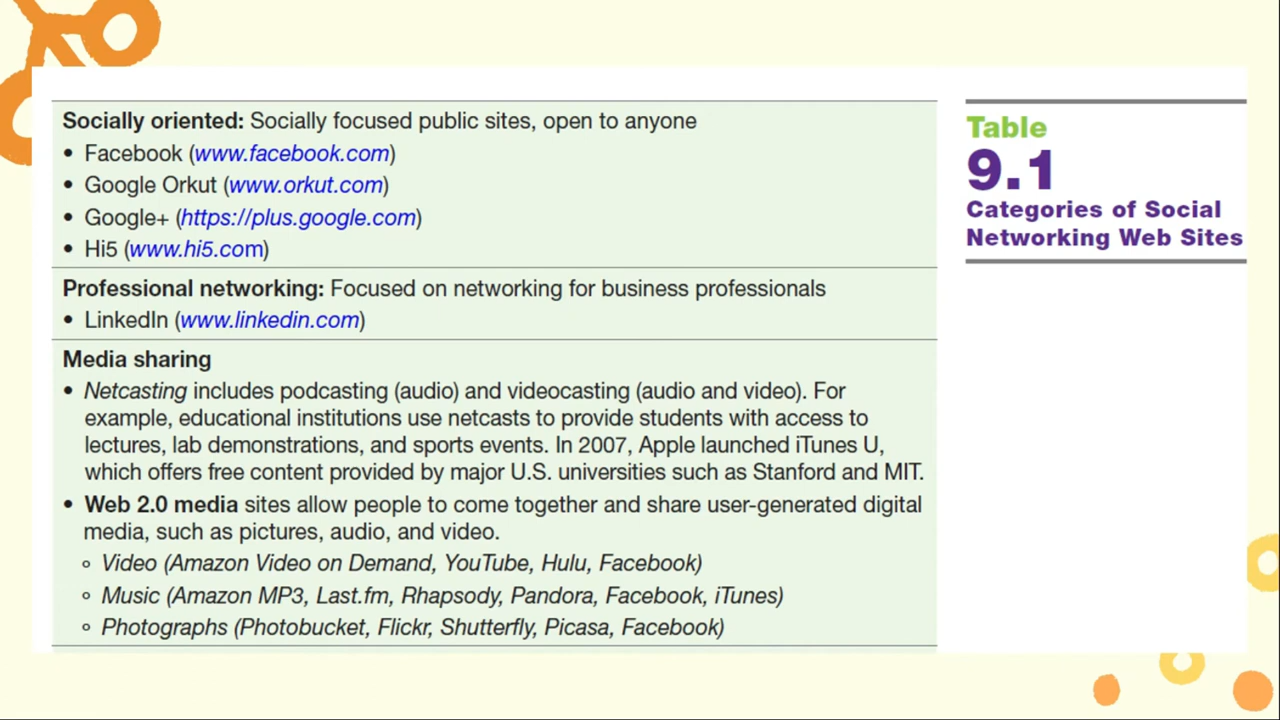 Socially oriented: Socially focused public sites, open to anyone
• Facebook (www.facebook.com)
• Google Orkut (www.orkut.com)
• Google+ (https://plus.google.com)
• Hi5 (www.hi5.com)
Professional networking: Focused on networking for business professionals
• LinkedIn (www.linkedin.com)
Media sharing
• Netcasting includes podcasting (audio) and videocasting (audio and video). For
example, educational institutions use netcasts to provide students with access to
lectures, lab demonstrations, and sports events. In 2007, Apple launched iTunes U,
which offers free content provided by major U.S. universities such as Stanford and MIT.
• Web 2.0 media sites allow people to come together and share user-generated digital
media, such as pictures, audio, and video.
◦ Video (Amazon Video on Demand, YouTube, Hulu, Facebook)
◦ Music (Amazon MP3, Last.fm, Rhapsody, Pandora, Facebook, iTunes)
◦ Photographs (Photobucket, Flickr, Shutterfly, Picasa, Facebook)
Table
9.1
Categories of Social
Networking Web Sites